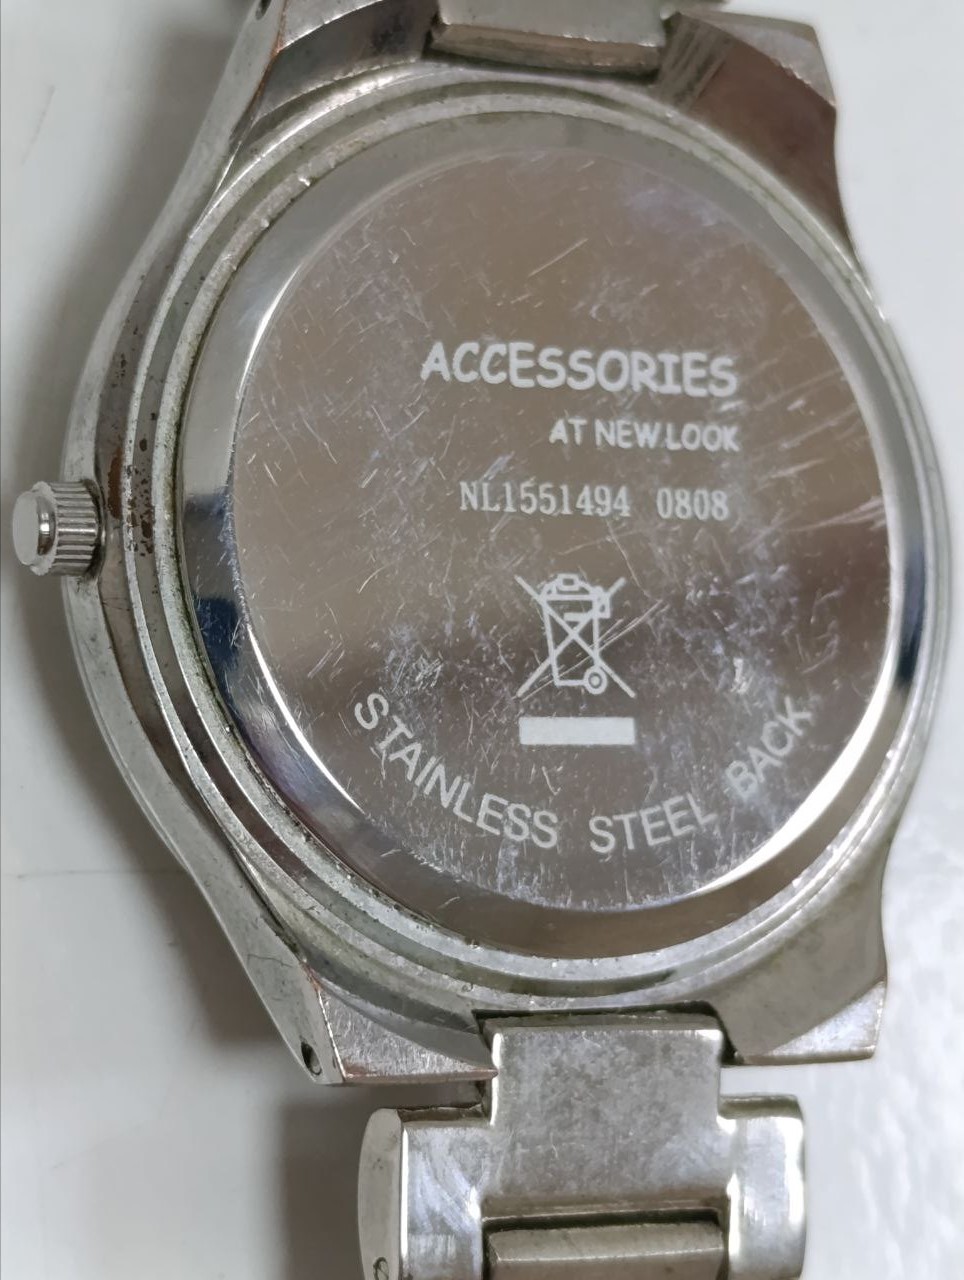 ACCESSORIES
AT NEW LOOK
NL1551494 0808
STAINLESS STEEL BACK